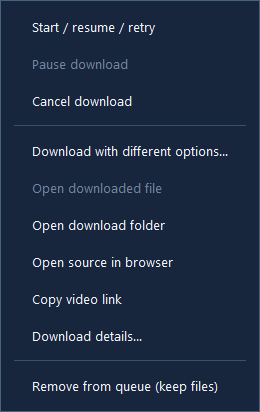 Start / resume / retry
Pause download
Cancel download
Download with different options...
Open downloaded file
Open download folder
Open source in browser
Copy video link
Download details...
Remove from queue (keep files)